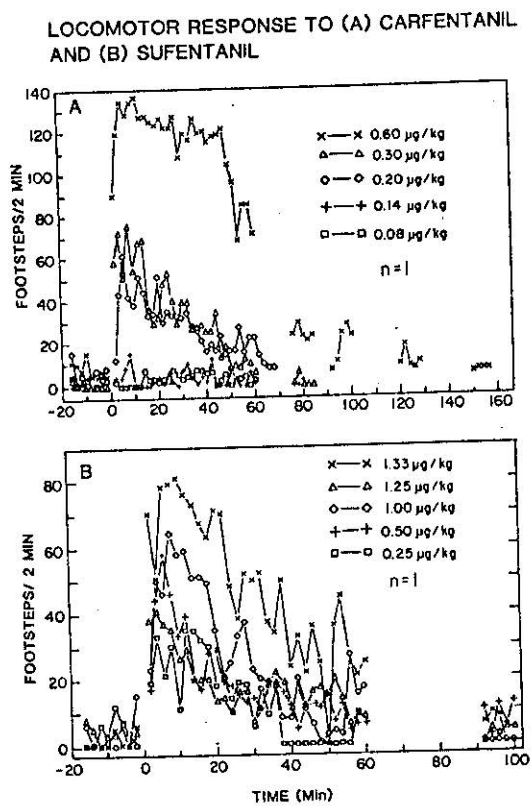 LOCOMOTOR RESPONSE TO (A) CARFENTANIL
AND (B) SUFENTANIL
A
FOOTSTEPS/2 MIN
140
120
100
80
60
40
20
0
x—x 0.60 µg/kg
△—△ 0.30 µg/kg
○—○ 0.20 µg/kg
+—+ 0.14 µg/kg
□—□ 0.08 µg/kg
n=1
-20 0 20 40 60 80 100 120 140 160
B
FOOTSTEPS/ 2 MIN
80
60
40
20
0
x—x 1.33 µg/kg
△—△ 1.25 µg/kg
○—○ 1.00 µg/kg
+—+ 0.50 µg/kg
□—□ 0.25 µg/kg
n=1
-20 0 20 40 60 80 100
TIME (Min)